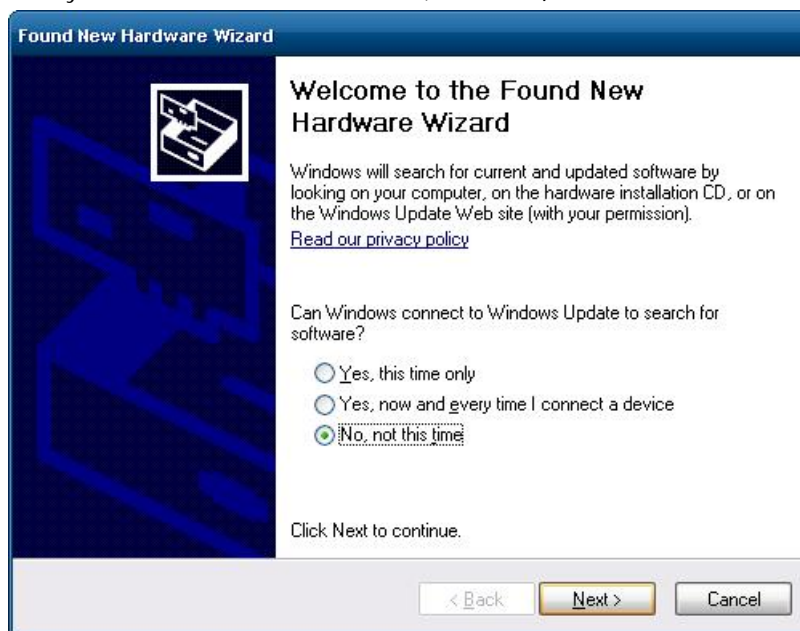 Found New Hardware Wizard
Welcome to the Found New
Hardware Wizard
Windows will search for current and updated software by
looking on your computer, on the hardware installation CD, or on
the Windows Update Web site (with your permission).
Read our privacy policy
Can Windows connect to Windows Update to search for
software?
Yes, this time only
Yes, now and every time I connect a device
No, not this time
Click Next to continue.
< Back
Next >
Cancel